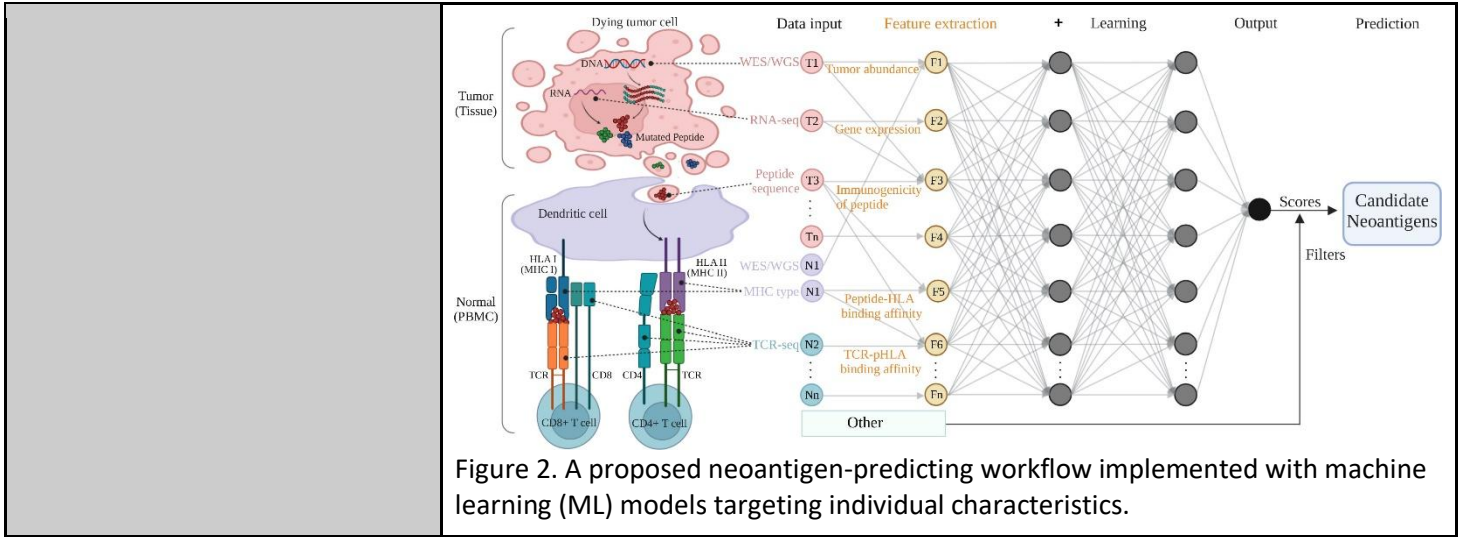 Dying tumor cell
Data input
Feature extraction
+
Learning
Output
Prediction
Tumor
(Tissue)
DNA
RNA
Mutated Peptide
WES/WGS
T1
Tumor abundance
F1
RNA-seq
T2
Gene expression
F2
Peptide
sequence
T3
Immunogenicity
of peptide
F3
Tn
F4
Dendritic cell
WES/WGS
N1
HLA I
(MHC I)
HLA II
(MHC II)
MHC type
N1
Peptide-HLA
binding affinity
F5
Normal
(PBMC)
TCR-seq
N2
TCR-pHLA
binding affinity
F6
TCR
CD8
CD4
TCR
Nn
Fn
CD8+ T cell
CD4+ T cell
Other
Scores
Filters
Candidate
Neoantigens
Figure 2. A proposed neoantigen-predicting workflow implemented with machine
learning (ML) models targeting individual characteristics.